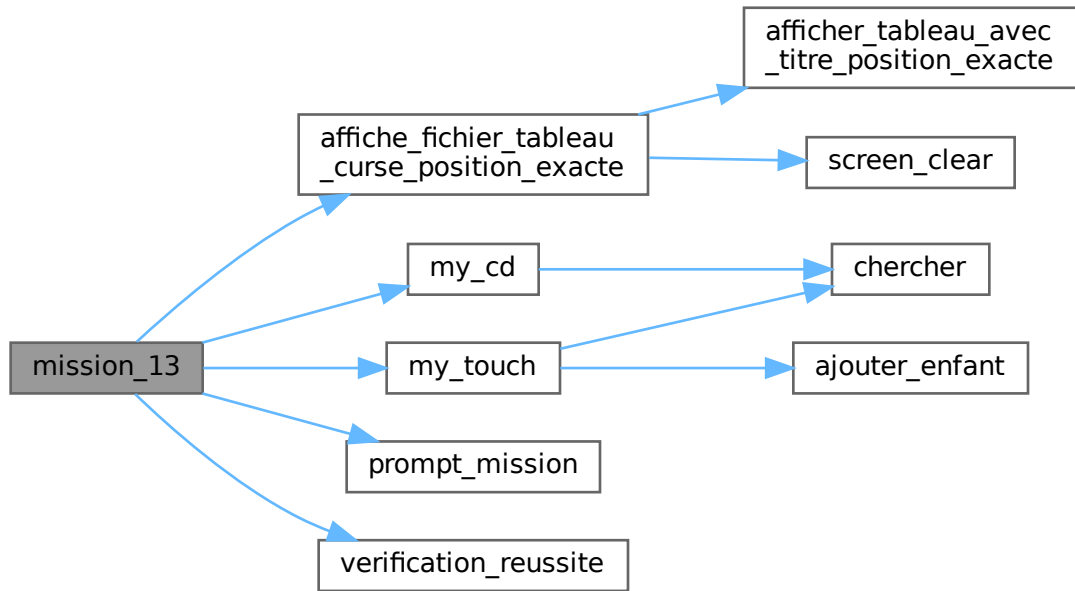 afficher_tableau_avec
_titre_position_exacte
affiche_fichier_tableau
_curse_position_exacte
screen_clear
my_cd
chercher
mission_13
my_touch
ajouter_enfant
prompt_mission
verification_reussite